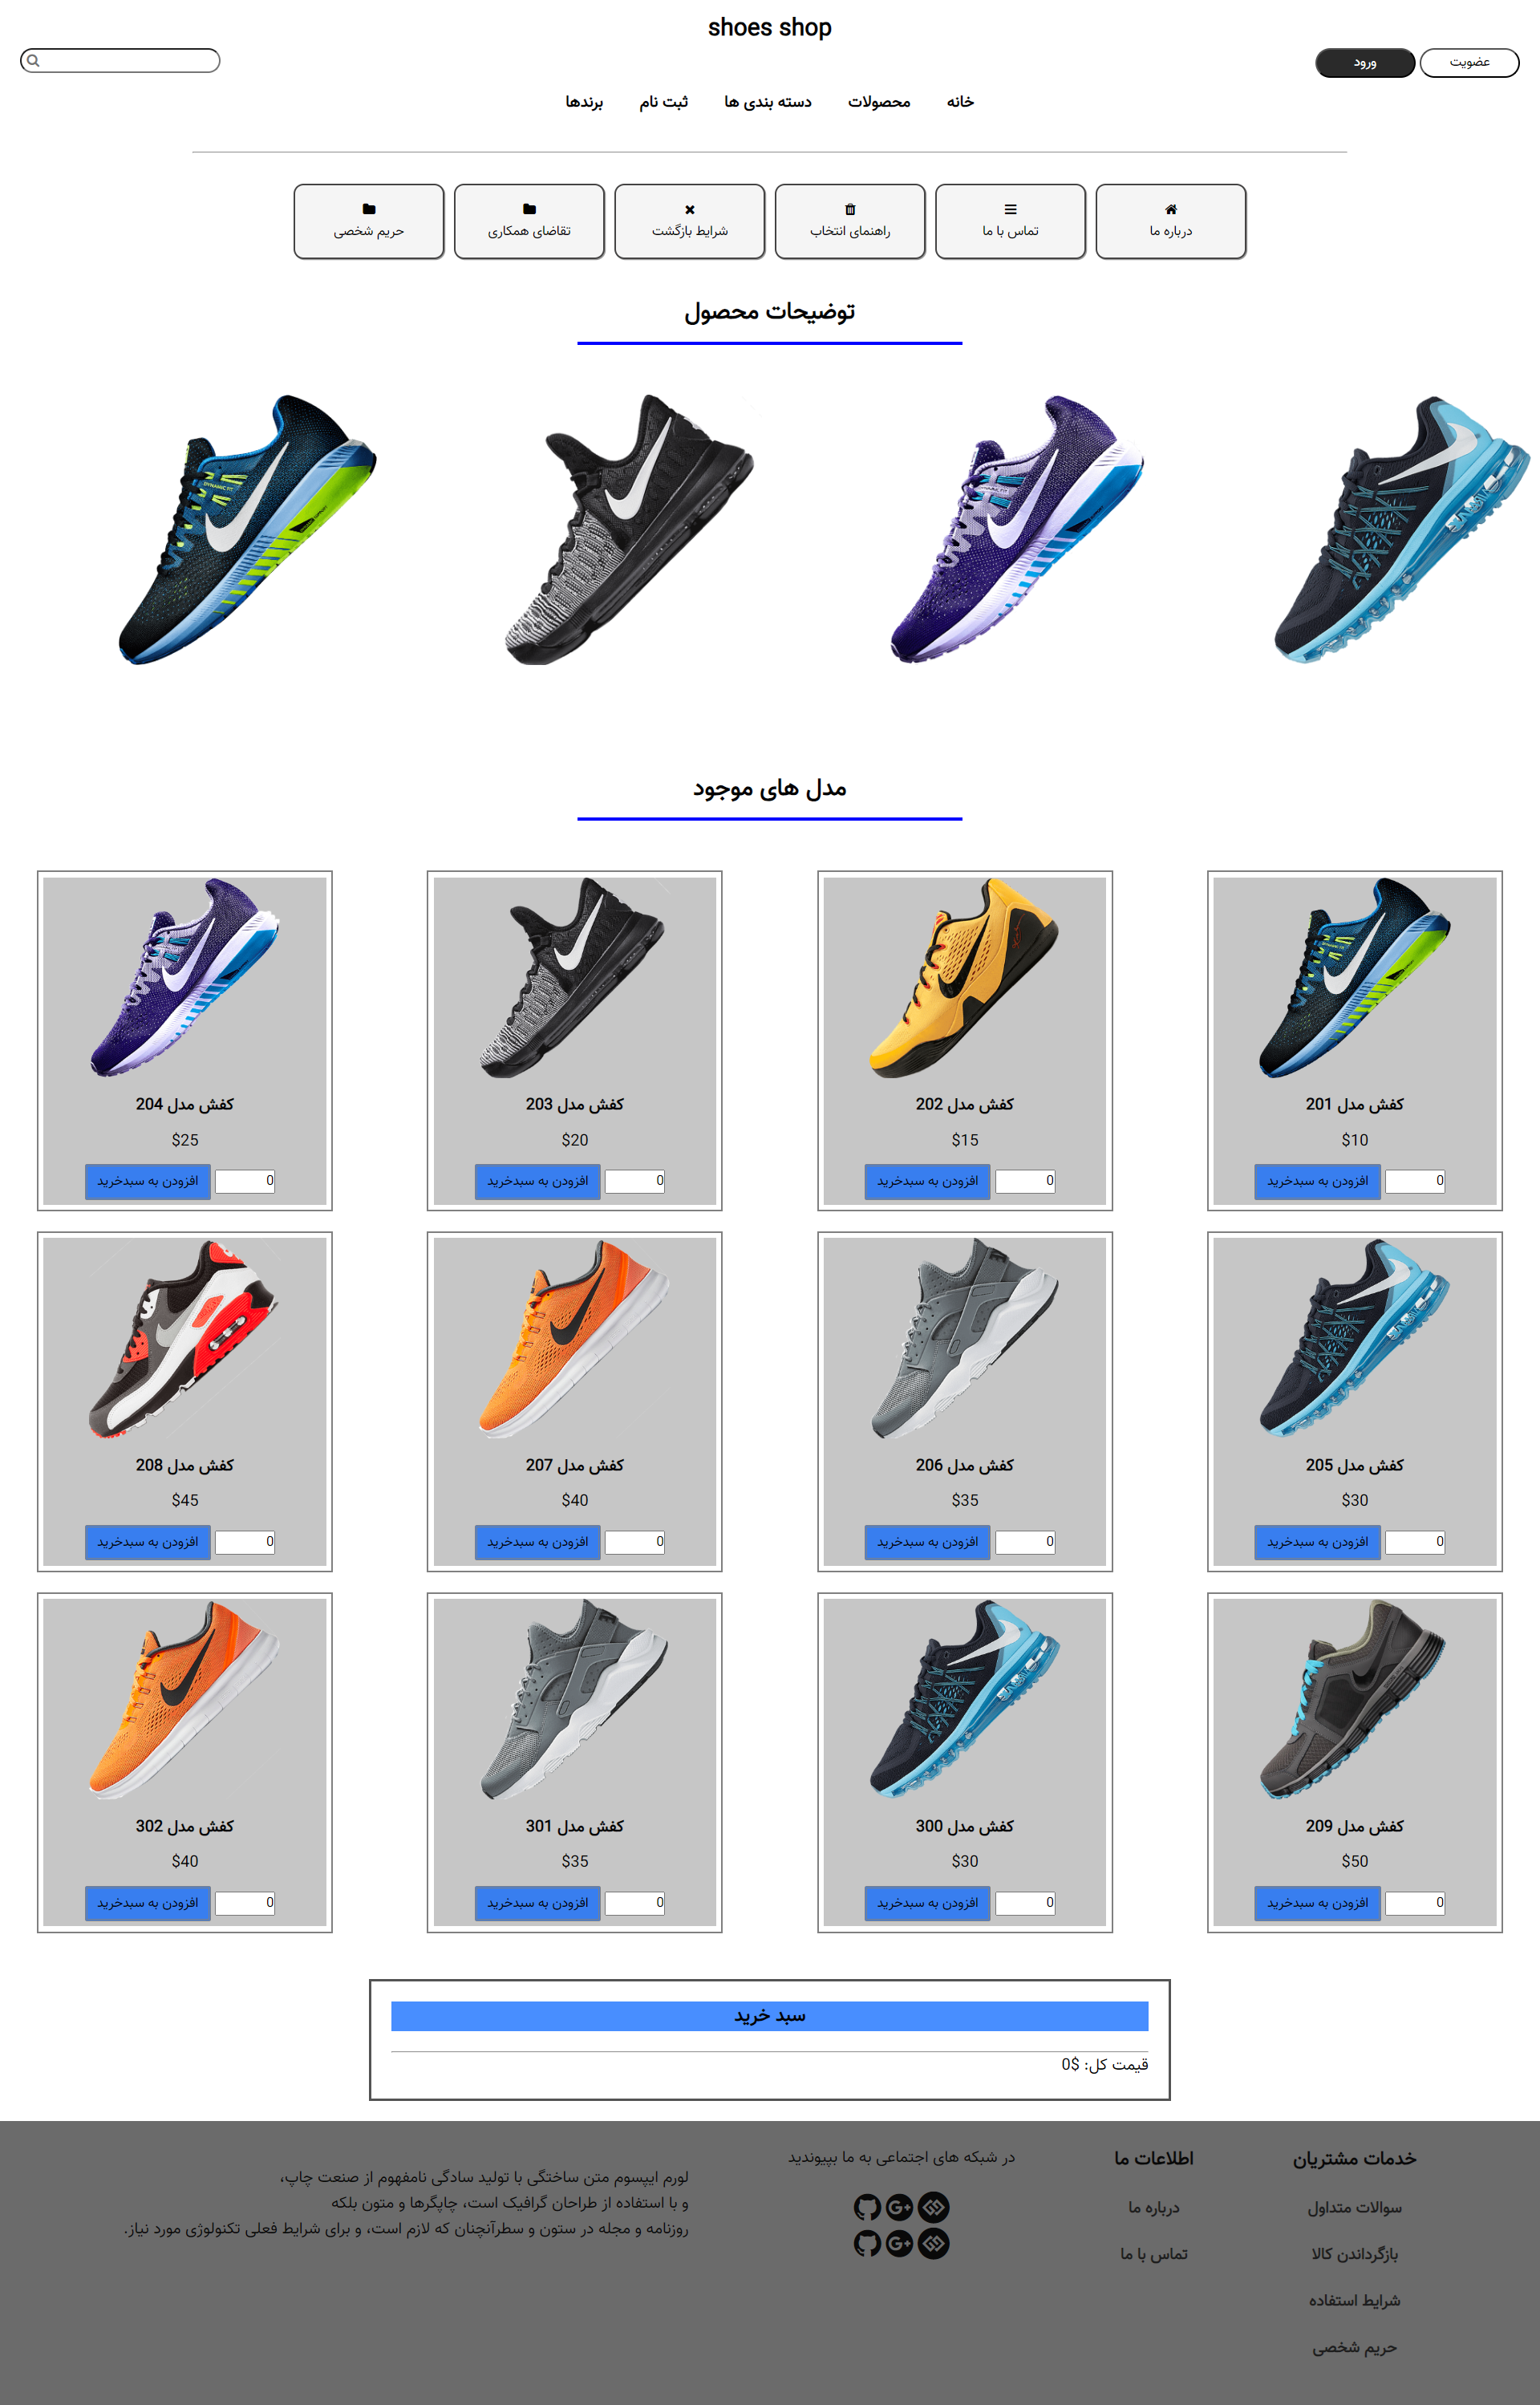 shoes shop
عضویت
ورود
خانه
محصولات
دسته بندی ها
ثبت نام
برندها
درباره ما
تماس با ما
راهنمای انتخاب
شرایط بازگشت
تقاضای همکاری
حریم شخصی
توضیحات محصول
مدل های موجود
کفش مدل 201
$10
0
افزودن به سبدخرید
کفش مدل 202
$15
0
افزودن به سبدخرید
کفش مدل 203
$20
0
افزودن به سبدخرید
کفش مدل 204
$25
0
افزودن به سبدخرید
کفش مدل 205
$30
0
افزودن به سبدخرید
کفش مدل 206
$35
0
افزودن به سبدخرید
کفش مدل 207
$40
0
افزودن به سبدخرید
کفش مدل 208
$45
0
افزودن به سبدخرید
کفش مدل 209
$50
0
افزودن به سبدخرید
کفش مدل 300
$30
0
افزودن به سبدخرید
کفش مدل 301
$35
0
افزودن به سبدخرید
کفش مدل 302
$40
0
افزودن به سبدخرید
سبد خرید
قیمت کل: $0
خدمات مشتریان
سوالات متداول
بازگرداندن کالا
شرایط استفاده
حریم شخصی
اطلاعات ما
درباره ما
تماس با ما
در شبکه های اجتماعی به ما بپیوندید
لورم ایپسوم متن ساختگی با تولید سادگی نامفهوم از صنعت چاپ،
و با استفاده از طراحان گرافیک است، چاپگرها و متون بلکه
روزنامه و مجله در ستون و سطرآنچنان که لازم است، و برای شرایط فعلی تکنولوژی مورد نیاز.